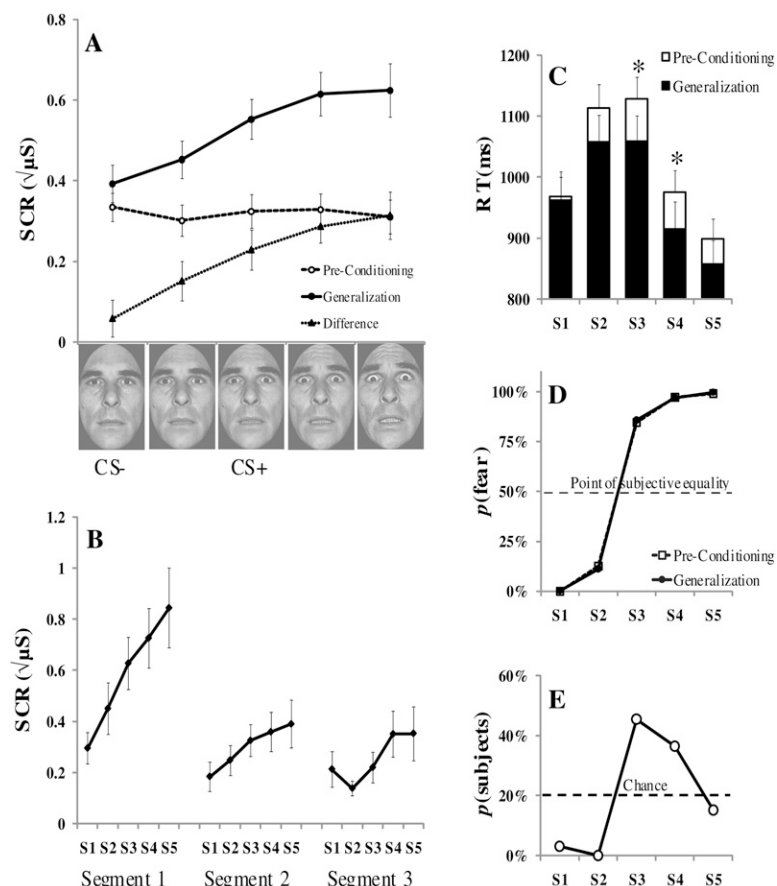 A
0.8
0.6
0.4
0.2
0
SCR (√µS)
Pre-Conditioning
Generalization
Difference
CS-
CS+
B
1
0.8
0.6
0.4
0.2
0
SCR (√µS)
S1 S2 S3 S4 S5 S1 S2 S3 S4 S5 S1 S2 S3 S4 S5
Segment 1 Segment 2 Segment 3
C
1200
1100
1000
900
800
RT(ms)
Pre-Conditioning
Generalization
*
*
S1 S2 S3 S4 S5
D
100%
75%
50%
25%
0%
p(fear)
Point of subjective equality
Pre-Conditioning
Generalization
S1 S2 S3 S4 S5
E
60%
40%
20%
0%
p(subjects)
Chance
S1 S2 S3 S4 S5